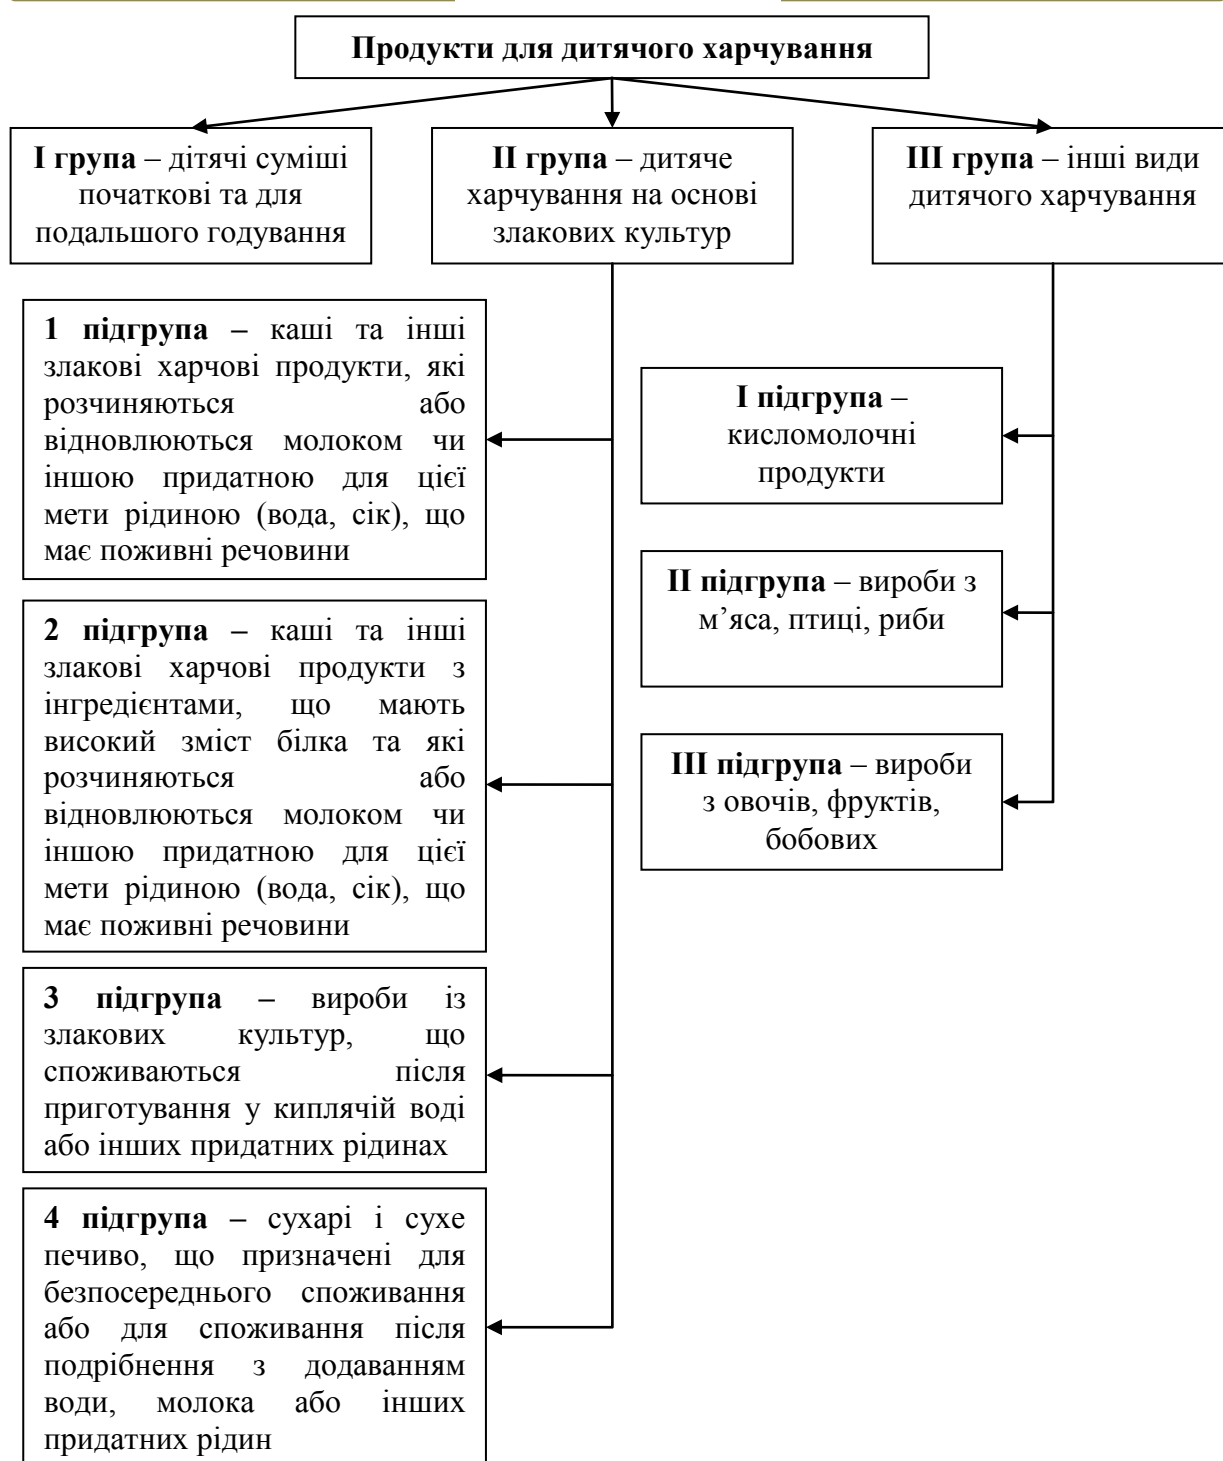 Продукти для дитячого харчування
I група – дітячі суміші
початкові та для
подальшого годування
II група – дитяче
харчування на основі
злакових культур
III група – інші види
дитячого харчування
1 підгрупа – каші та інші
злакові харчові продукти, які
розчиняються або
відновлюються молоком чи
іншою придатною для цієї
мети рідиною (вода, сік), що
має поживні речовини
2 підгрупа – каші та інші
злакові харчові продукти з
інгредієнтами, що мають
високий зміст білка та які
розчиняються або
відновлюються молоком чи
іншою придатною для цієї
мети рідиною (вода, сік), що
має поживні речовини
3 підгрупа – вироби із
злакових культур, що
споживаються після
приготування у киплячій воді
або інших придатних рідинах
4 підгрупа – сухарі і сухе
печиво, що призначені для
безпосереднього споживання
або для споживання після
подрібнення з додаванням
води, молока або інших
придатних рідин
I підгрупа –
кисломолочні
продукти
II підгрупа – вироби з
м’яса, птиці, риби
III підгрупа – вироби
з овочів, фруктів,
бобових